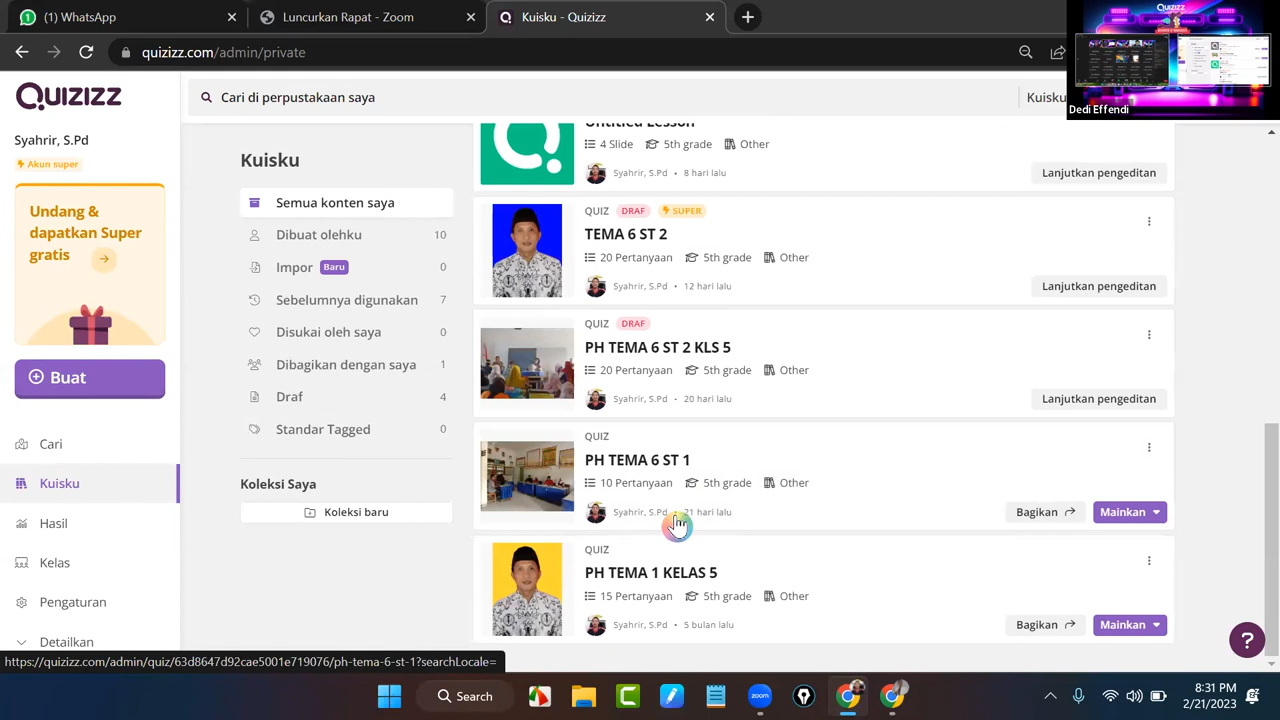 (1) WhatsApp
Kuisku | Quizizz
quizizz.com
Dedi Effendi
Quizizz
Cari di perpustakaan saya
Kuisku
Syahrir, S.Pd
Akun super
Undang &
dapatkan Super
gratis
Buat
Cari
Kuisku
Hasil
Kelas
Pengaturan
Detailkan
Kuisku
Semua konten saya
Dibuat olehku 10
Impor Baru 0
Sebelumnya digunakan 7
Disukai oleh saya 0
Dibagikan dengan saya 1
Draf 4
Standar Tagged 0
Koleksi Saya
Koleksi baru
Untitled Lesson
4 Slide 5th grade Other
Syahrir, S.Pd • 8 hari lalu
Lanjutkan pengeditan
QUIZ DRAF SUPER
TEMA 6 ST 2
20 Pertanyaan 5th grade Other
Syahrir, S.Pd • 12 hari lalu
Lanjutkan pengeditan
QUIZ DRAF
PH TEMA 6 ST 2 KLS 5
20 Pertanyaan 5th grade Other
Syahrir, S.Pd • 20 hari lalu
Lanjutkan pengeditan
QUIZ
PH TEMA 6 ST 1
10 Pertanyaan 5th grade Other
Syahrir, S.Pd • 21 hari lalu
Bagikan Mainkan
QUIZ
PH TEMA 1 KELAS 5
15 Pertanyaan 5th grade Other
Syahrir, S.Pd • 5 bulan lalu
Bagikan Mainkan
?
https://quizizz.com/admin/quiz/63d8647d92cae5001e719076/ph-tema-6-st-1?searchLocale=
Search
zoom
8:31 PM
2/21/2023